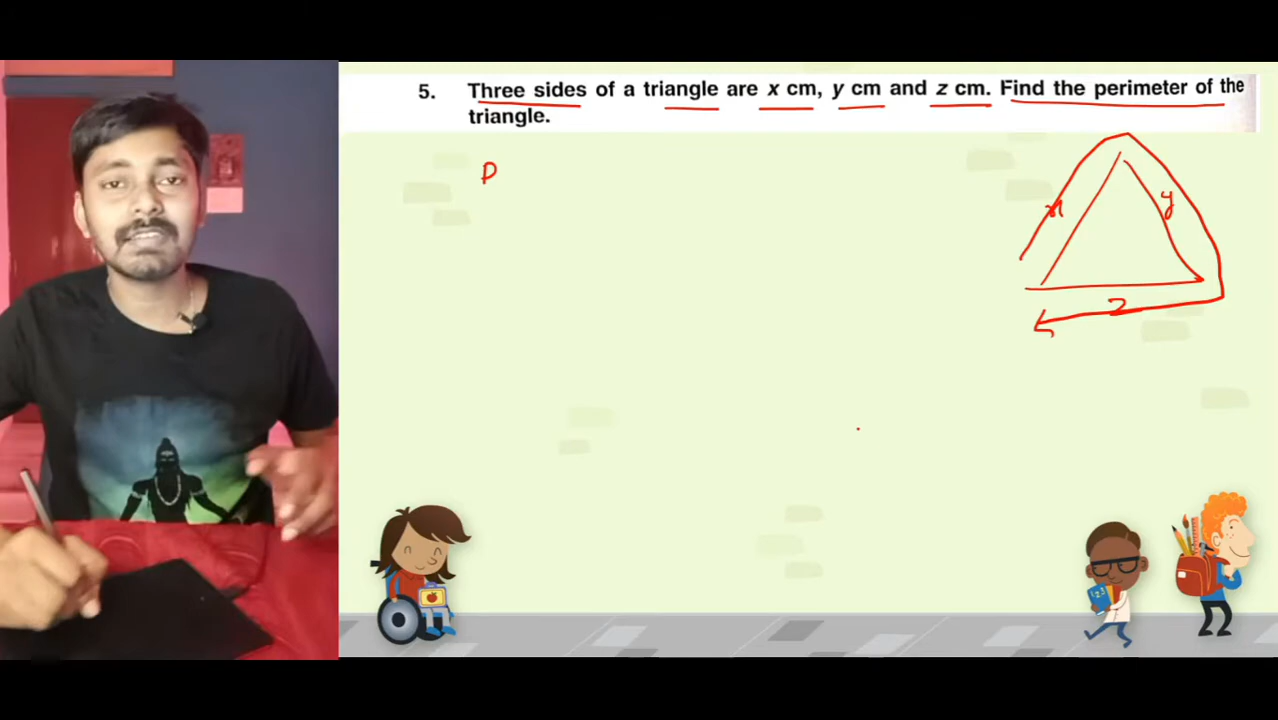 5. Three sides of a triangle are x cm, y cm and z cm. Find the perimeter of the
triangle.
P
x
y
z